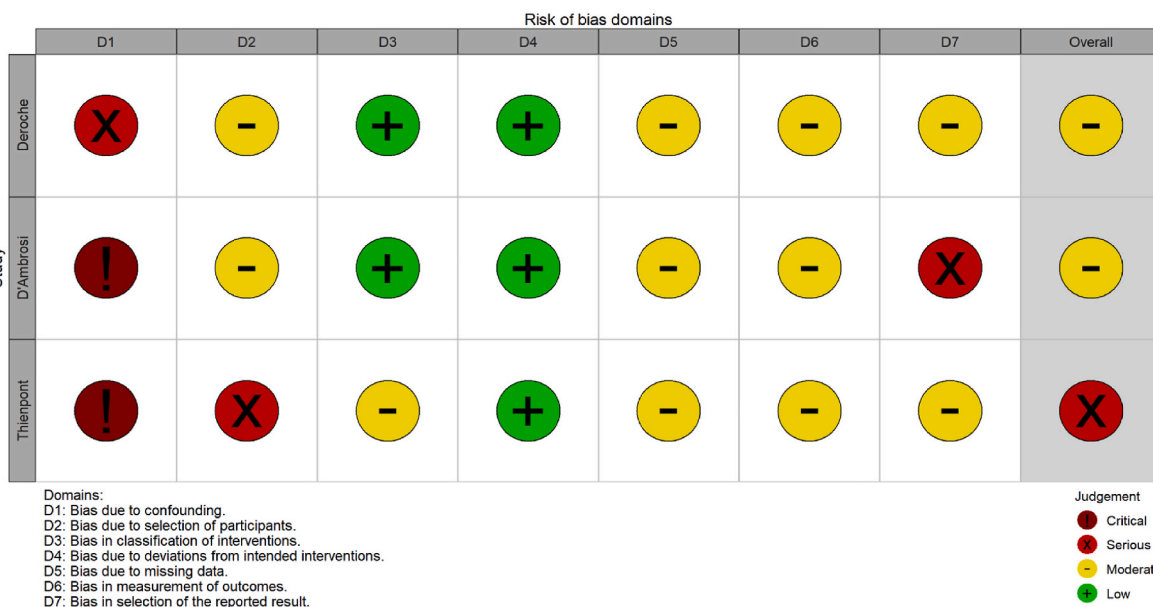 Risk of bias domains
D1 D2 D3 D4 D5 D6 D7 Overall
Study
Deroche X - + + - - - -
D'Ambrosi ! - + + - - X -
Thienpont ! X - + - - - X
Domains:
D1: Bias due to confounding.
D2: Bias due to selection of participants.
D3: Bias in classification of interventions.
D4: Bias due to deviations from intended interventions.
D5: Bias due to missing data.
D6: Bias in measurement of outcomes.
D7: Bias in selection of the reported result.
Judgement
! Critical
X Serious
- Moderat
+ Low